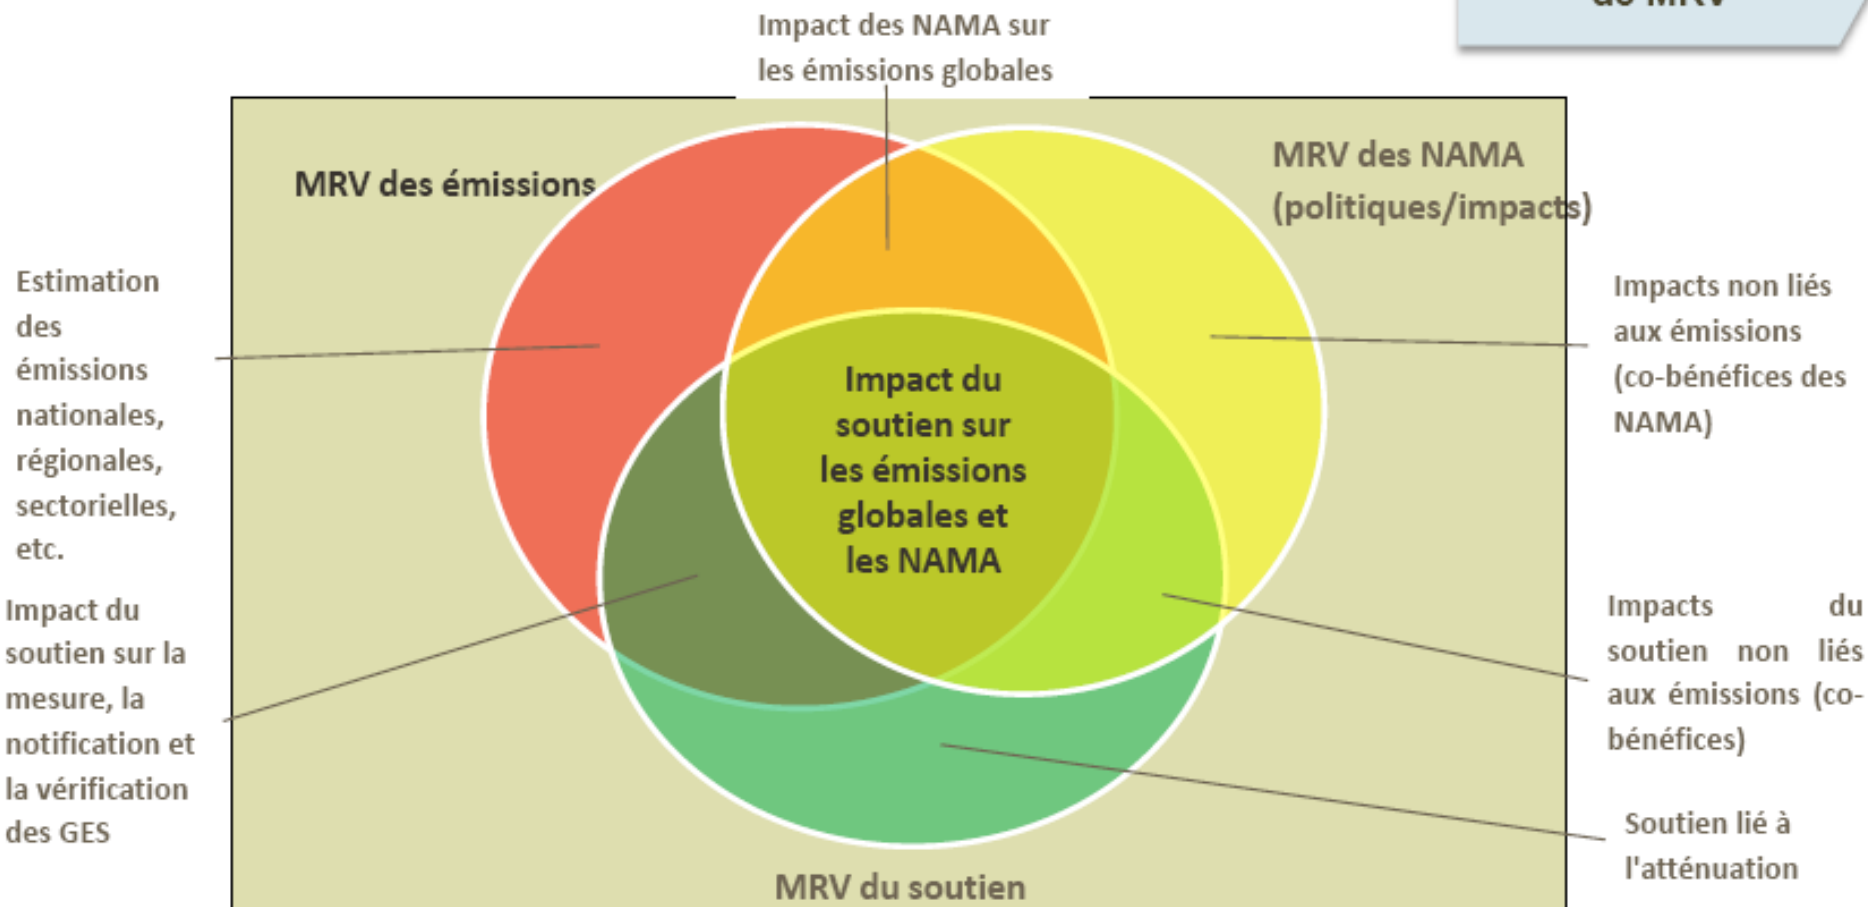 de MRV
Impact des NAMA sur
les émissions globales
MRV des émissions
MRV des NAMA
(politiques/impacts)
Estimation
des
émissions
nationales,
régionales,
sectorielles,
etc.
Impacts non liés
aux émissions
(co-bénéfices des
NAMA)
Impact du
soutien sur
les émissions
globales et
les NAMA
Impact du
soutien sur la
mesure, la
notification et
la vérification
des GES
Impacts du
soutien non liés
aux émissions (co-
bénéfices)
Soutien lié à
l'atténuation
MRV du soutien